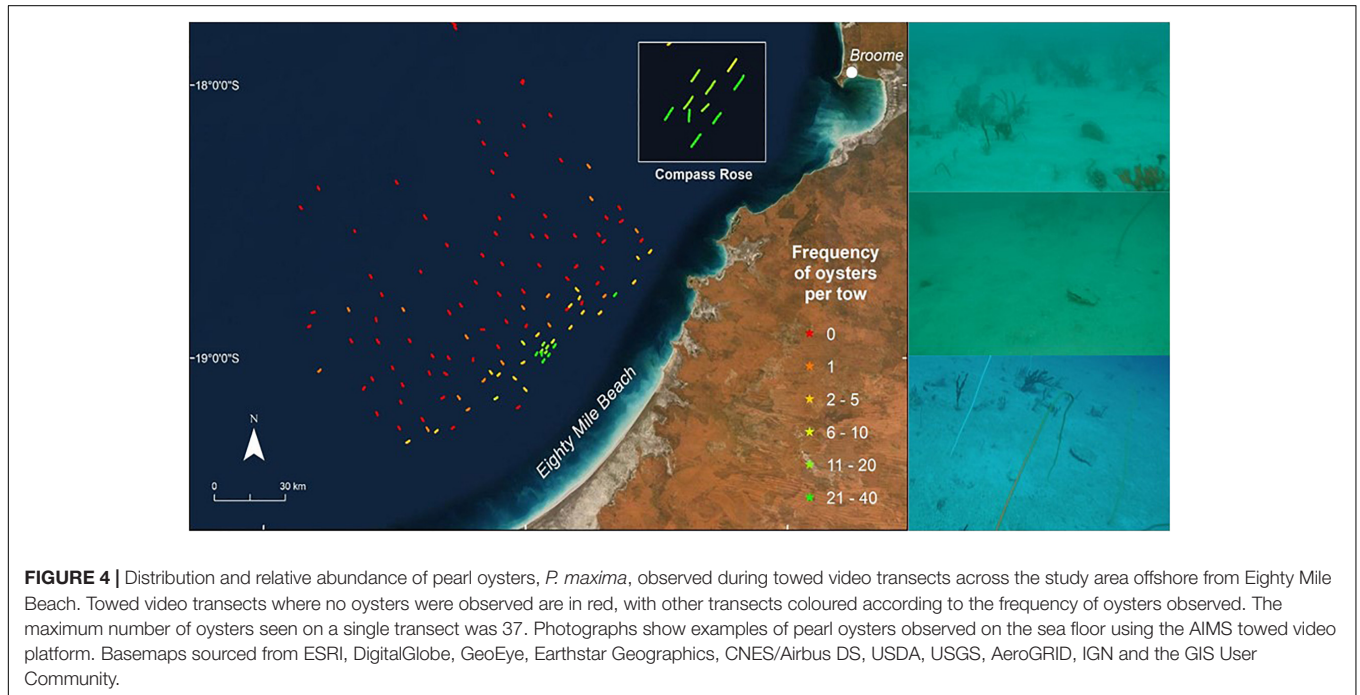 Broome
18°0'0"S
Compass Rose
Frequency
of oysters
per tow
0
1
2 - 5
6 - 10
11 - 20
21 - 40
19°0'0"S
Eighty Mile Beach
N
0 30 km
FIGURE 4 | Distribution and relative abundance of pearl oysters, P. maxima, observed during towed video transects across the study area offshore from Eighty Mile
Beach. Towed video transects where no oysters were observed are in red, with other transects coloured according to the frequency of oysters observed. The
maximum number of oysters seen on a single transect was 37. Photographs show examples of pearl oysters observed on the sea floor using the AIMS towed video
platform. Basemaps sourced from ESRI, DigitalGlobe, GeoEye, Earthstar Geographics, CNES/Airbus DS, USDA, USGS, AeroGRID, IGN and the GIS User
Community.